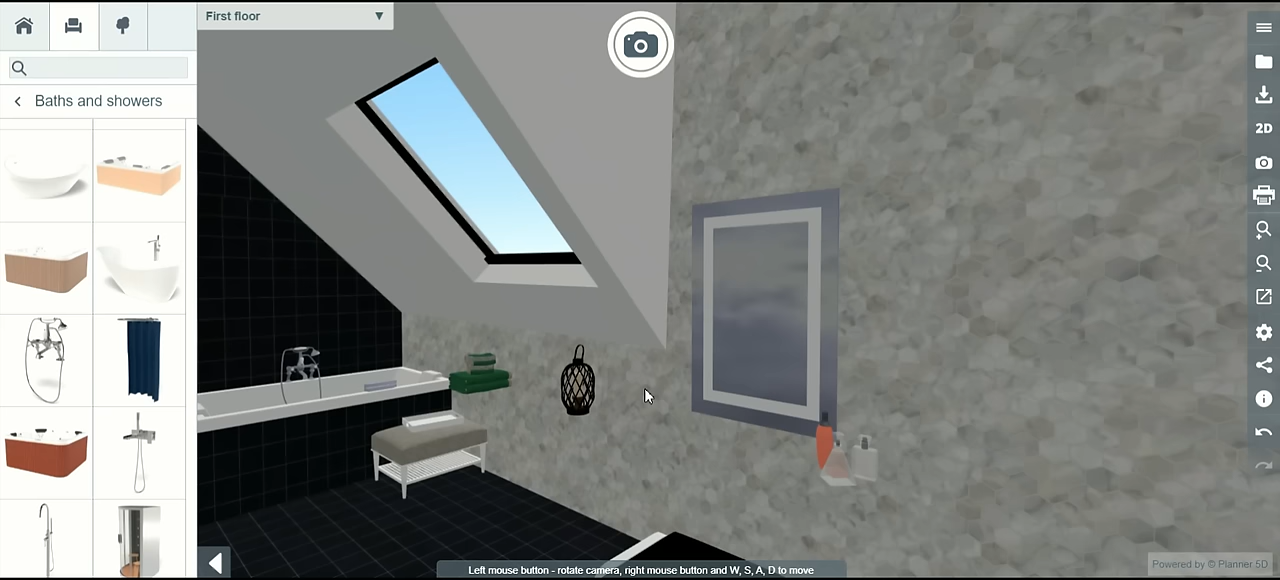 First floor ▼
Baths and showers
2D
Left mouse button - rotate camera, right mouse button and W, S, A, D to move
Powered by © Planner 5D